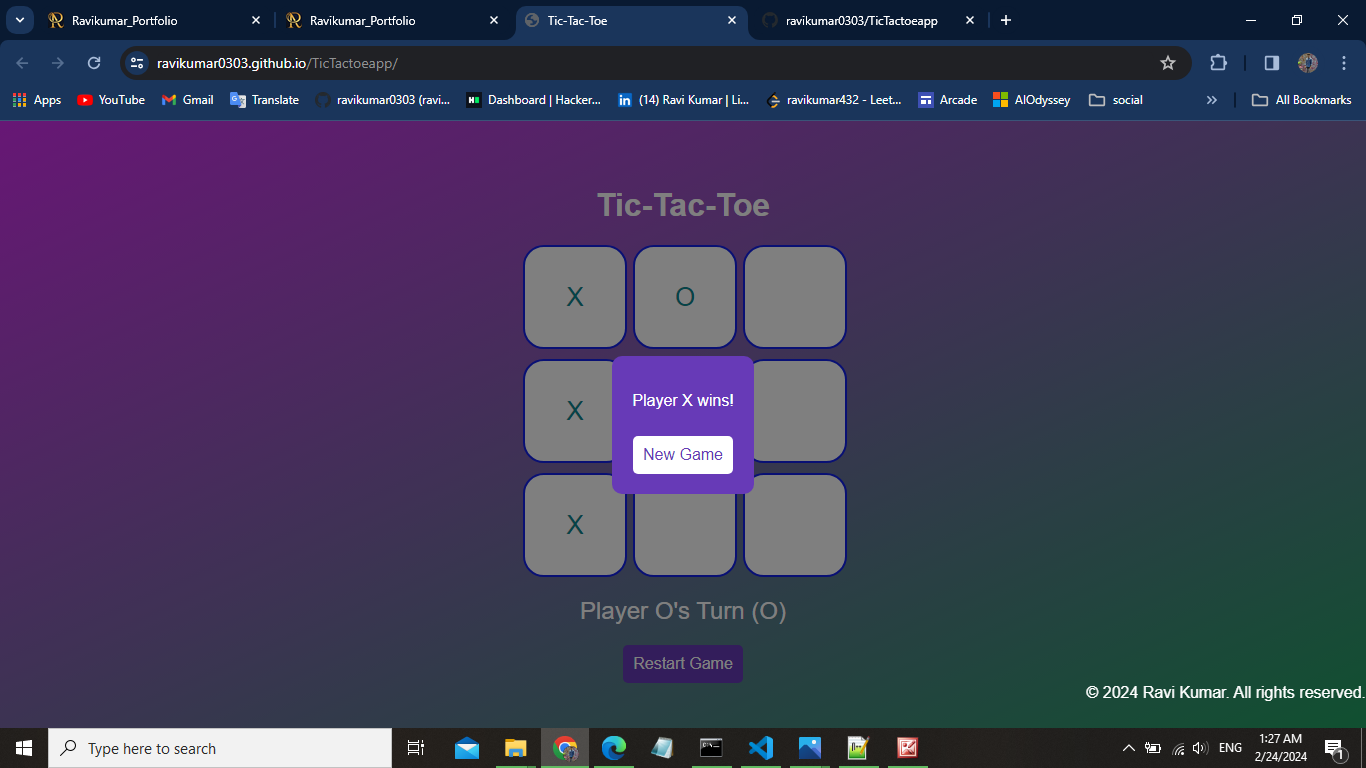 Ravikumar_Portfolio
Ravikumar_Portfolio
Tic-Tac-Toe
ravikumar0303/TicTactoeapp
ravikumar0303.github.io/TicTactoeapp/
Apps
YouTube
Gmail
Translate
ravikumar0303 (ravi...
Dashboard | Hacker...
(14) Ravi Kumar | Li...
ravikumar432 - Leet...
Arcade
AIOdyssey
social
»
All Bookmarks
Tic-Tac-Toe
X O
X
Player X wins!
New Game
X
Player O's Turn (O)
Restart Game
© 2024 Ravi Kumar. All rights reserved.
Type here to search
ENG
1:27 AM
2/24/2024
1